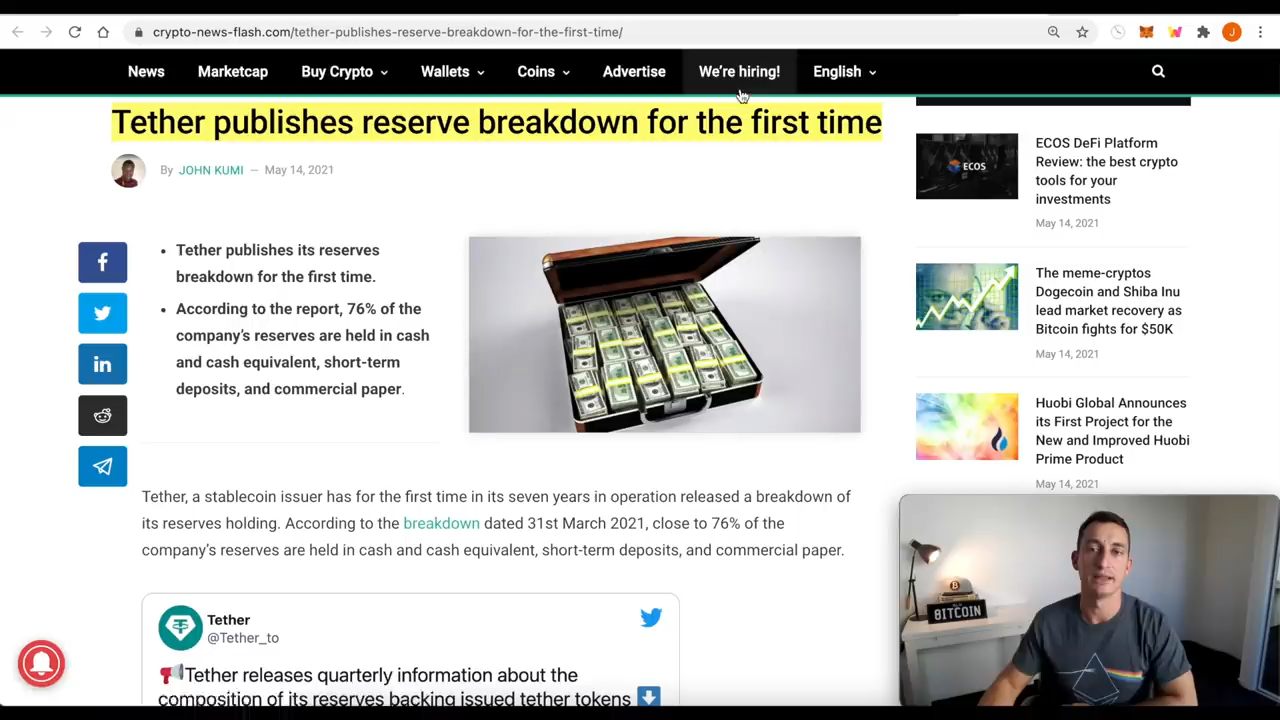 crypto-news-flash.com/tether-publishes-reserve-breakdown-for-the-first-time/
J
News
Marketcap
Buy Crypto
Wallets
Coins
Advertise
We're hiring!
English
Tether publishes reserve breakdown for the first time
By JOHN KUMI — May 14, 2021
• Tether publishes its reserves
breakdown for the first time.
• According to the report, 76% of the
company's reserves are held in cash
and cash equivalent, short-term
deposits, and commercial paper.
Tether, a stablecoin issuer has for the first time in its seven years in operation released a breakdown of
its reserves holding. According to the breakdown dated 31st March 2021, close to 76% of the
company's reserves are held in cash and cash equivalent, short-term deposits, and commercial paper.
Tether
@Tether_to
Tether releases quarterly information about the
composition of its reserves backing issued tether tokens
ECOS
ECOS DeFi Platform
Review: the best crypto
tools for your
investments
May 14, 2021
The meme-cryptos
Dogecoin and Shiba Inu
lead market recovery as
Bitcoin fights for $50K
May 14, 2021
Huobi Global Announces
its First Project for the
New and Improved Huobi
Prime Product
May 14, 2021
BITCOIN